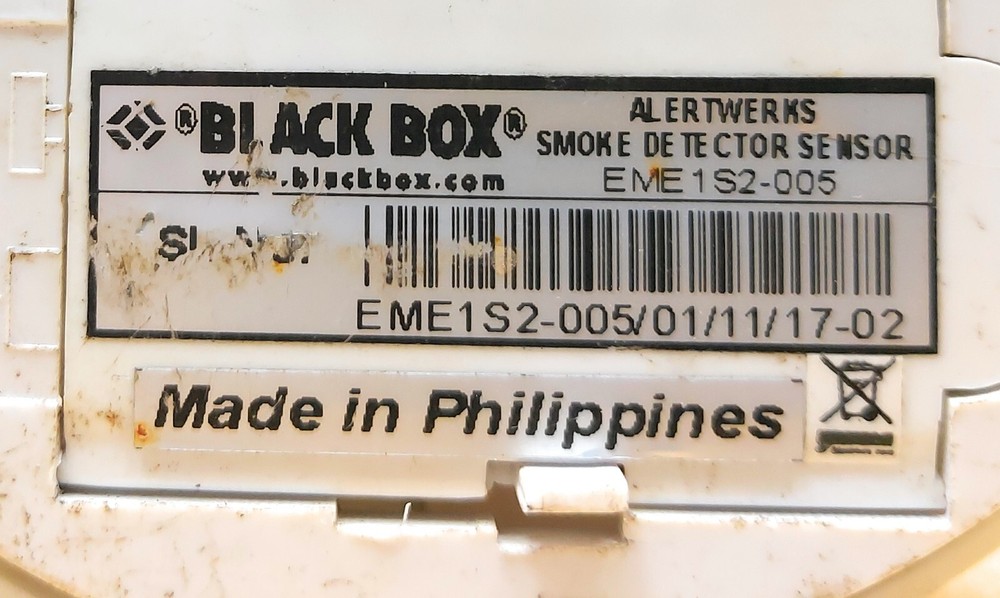 ®BLACK BOX®
www.blackbox.com
ALERTWERKS
SMOKE DETECTOR SENSOR
EME1S2-005
EME1S2-005/01/11/17-02
Made in Philippines